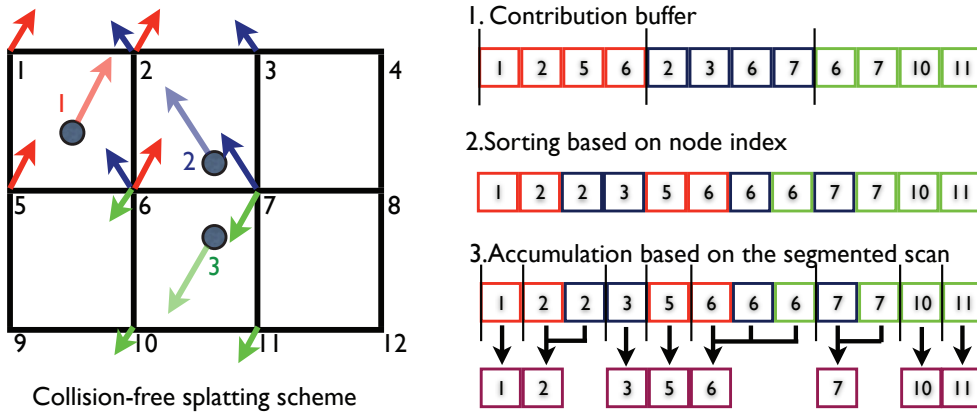 1 2 3 4
1
2
5 6 7 8
3
9 10 11 12
Collision-free splatting scheme
1. Contribution buffer
1 2 5 6 2 3 6 7 6 7 10 11
2.Sorting based on node index
1 2 2 3 5 6 6 6 7 7 10 11
3.Accumulation based on the segmented scan
1 2 2 3 5 6 6 6 7 7 10 11
1 2 3 5 6 7 10 11